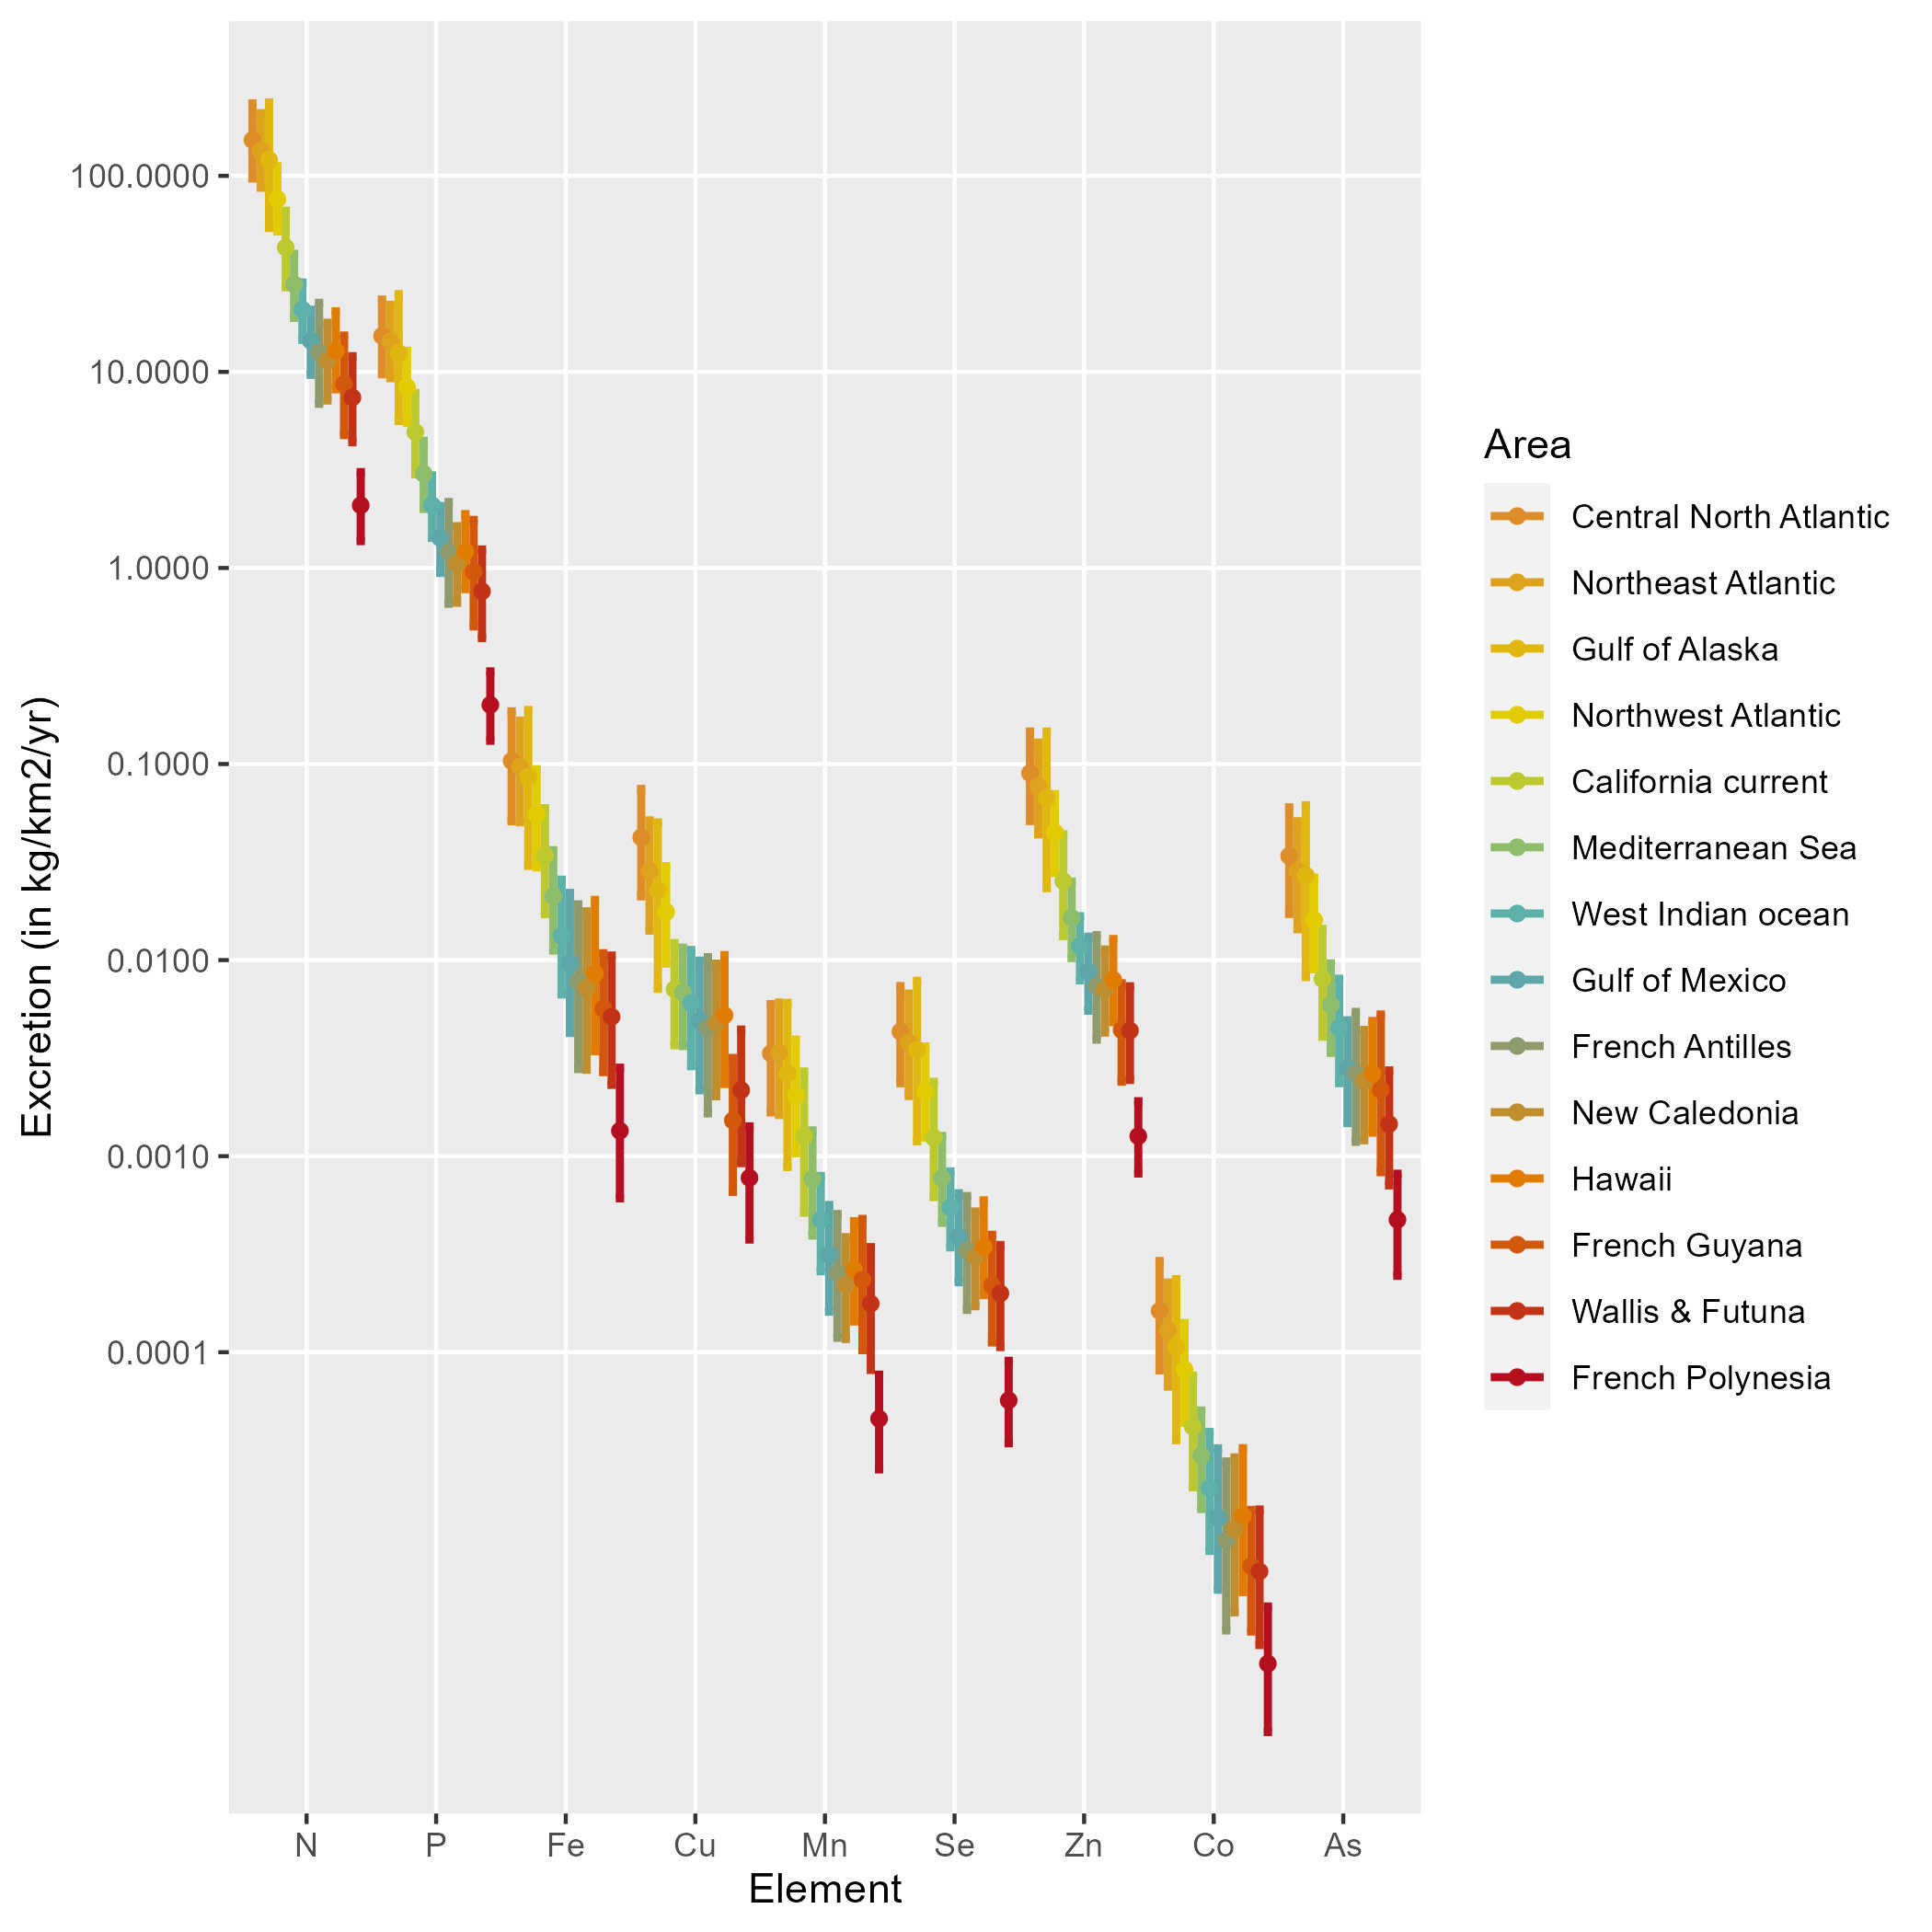 Excretion (in kg/km2/yr)
100.0000
10.0000
1.0000
0.1000
0.0100
0.0010
0.0001
N P Fe Cu Mn Se Zn Co As
Element
Area
Central North Atlantic
Northeast Atlantic
Gulf of Alaska
Northwest Atlantic
California current
Mediterranean Sea
West Indian ocean
Gulf of Mexico
French Antilles
New Caledonia
Hawaii
French Guyana
Wallis & Futuna
French Polynesia